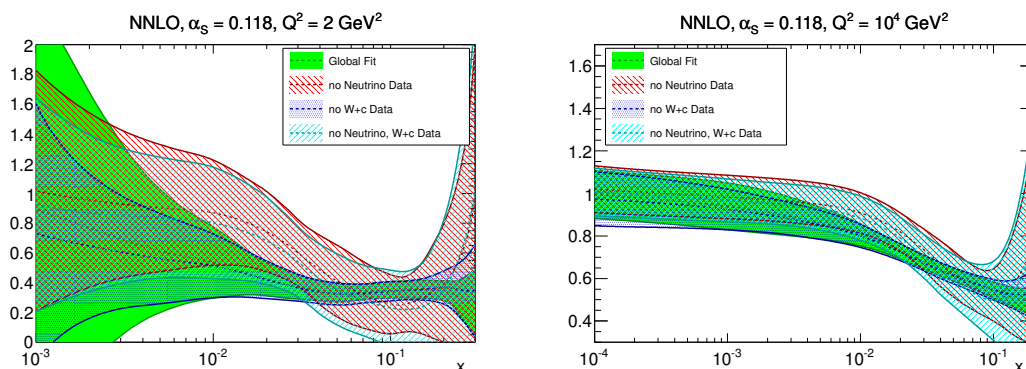 NNLO, αS = 0.118, Q2 = 2 GeV2
2
1.8
1.6
1.4
1.2
1
0.8
0.6
0.4
0.2
0
10-3
10-2
10-1
x
Global Fit
no Neutrino Data
no W+c Data
no Neutrino, W+c Data
NNLO, αS = 0.118, Q2 = 104 GeV2
1.6
1.4
1.2
1
0.8
0.6
0.4
10-4
10-3
10-2
10-1
x
Global Fit
no Neutrino Data
no W+c Data
no Neutrino, W+c Data